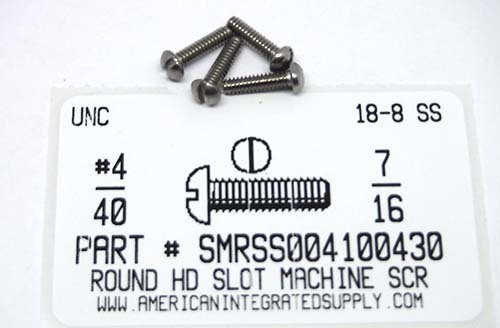 UNC 18-8 SS
#4
40
7
16
PART # SMRSS004100430
ROUND HD SLOT MACHINE SCR
WWW.AMERICANINTEGRATEDSUPPLY.COM